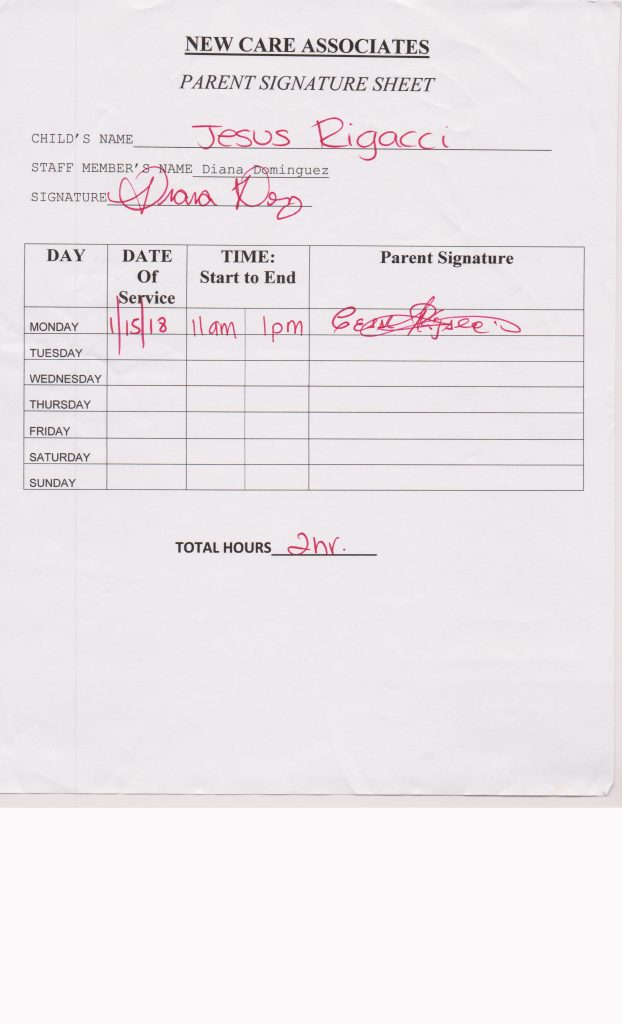 NEW CARE ASSOCIATES
PARENT SIGNATURE SHEET
CHILD'S NAME Jesus Rigacci
STAFF MEMBER'S NAME Diana Dominguez
SIGNATURE Diana
DAY DATE Of Service TIME: Start to End Parent Signature
MONDAY 1/15/18 11am 1pm
TUESDAY
WEDNESDAY
THURSDAY
FRIDAY
SATURDAY
SUNDAY
TOTAL HOURS 2hr.